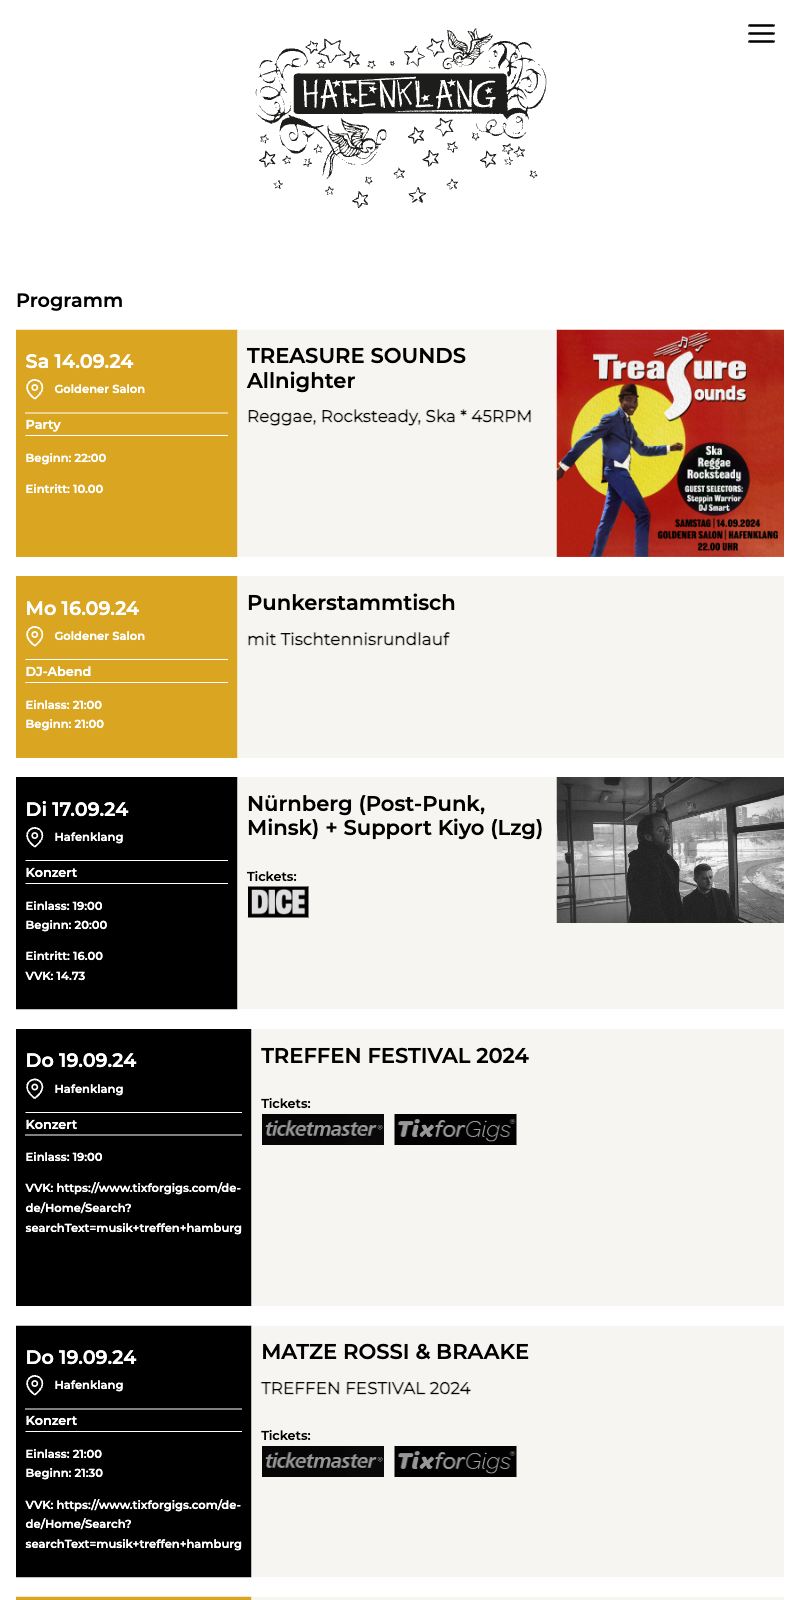 HAFENKLANG
Programm
Sa 14.09.24
Goldener Salon
Party
Beginn: 22:00
Eintritt: 10.00
TREASURE SOUNDS
Allnighter
Reggae, Rocksteady, Ska * 45RPM
Treasure
Sounds
Ska
Reggae
Rocksteady
GUEST SELECTORS:
Steppin Warrior
DJ Smart
SAMSTAG | 14.09.2024
GOLDENER SALON | HAFENKLANG
22.00 UHR
Mo 16.09.24
Goldener Salon
DJ-Abend
Einlass: 21:00
Beginn: 21:00
Punkerstammtisch
mit Tischtennisrundlauf
Di 17.09.24
Hafenklang
Konzert
Einlass: 19:00
Beginn: 20:00
Eintritt: 16.00
VVK: 14.73
Nürnberg (Post-Punk,
Minsk) + Support Kiyo (Lzg)
Tickets:
DICE
Do 19.09.24
Hafenklang
Konzert
Einlass: 19:00
VVK: https://www.tixforgigs.com/de-
de/Home/Search?
searchText=musik+treffen+hamburg
TREFFEN FESTIVAL 2024
Tickets:
ticketmaster® TixforGigs®
Do 19.09.24
Hafenklang
Konzert
Einlass: 21:00
Beginn: 21:30
VVK: https://www.tixforgigs.com/de-
de/Home/Search?
searchText=musik+treffen+hamburg
MATZE ROSSI & BRAAKE
TREFFEN FESTIVAL 2024
Tickets:
ticketmaster® TixforGigs®